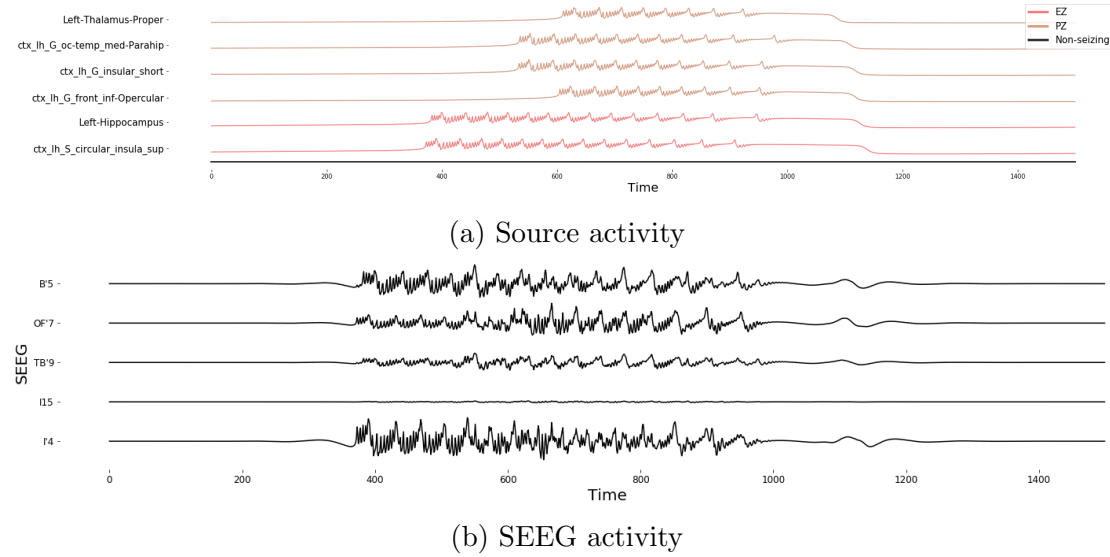 Left-Thalamus-Proper
ctx_lh_G_oc-temp_med-Parahip
ctx_lh_G_insular_short
ctx_lh_G_front_inf-Opercular
Left-Hippocampus
ctx_lh_S_circular_insula_sup
EZ
PZ
Non-seizing
0 200 400 600 800 1000 1200 1400
Time
(a) Source activity
SEEG
B'5
OF'7
TB'9
I15
I'4
0 200 400 600 800 1000 1200 1400
Time
(b) SEEG activity